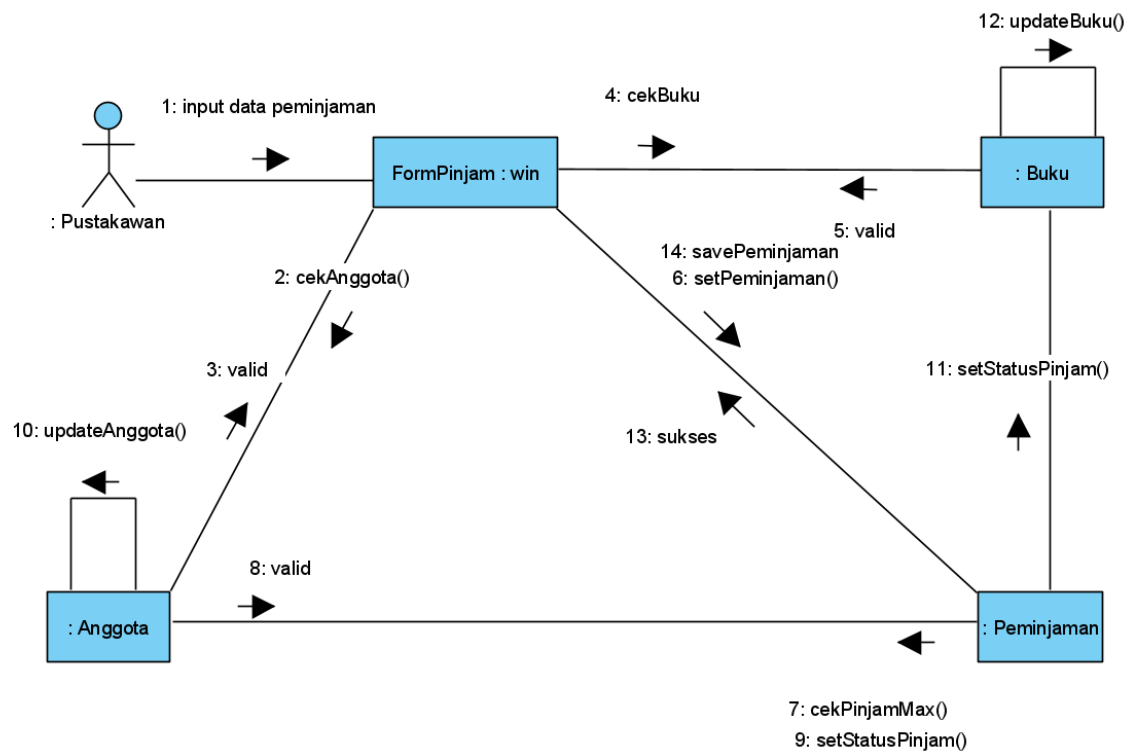 12: updateBuku()
1: input data peminjaman
4: cekBuku
FormPinjam : win
: Buku
: Pustakawan
5: valid
14: savePeminjaman
2: cekAnggota()
6: setPeminjaman()
3: valid
11: setStatusPinjam()
10: updateAnggota()
13: sukses
8: valid
: Anggota
: Peminjaman
7: cekPinjamMax()
9: setStatusPinjam()